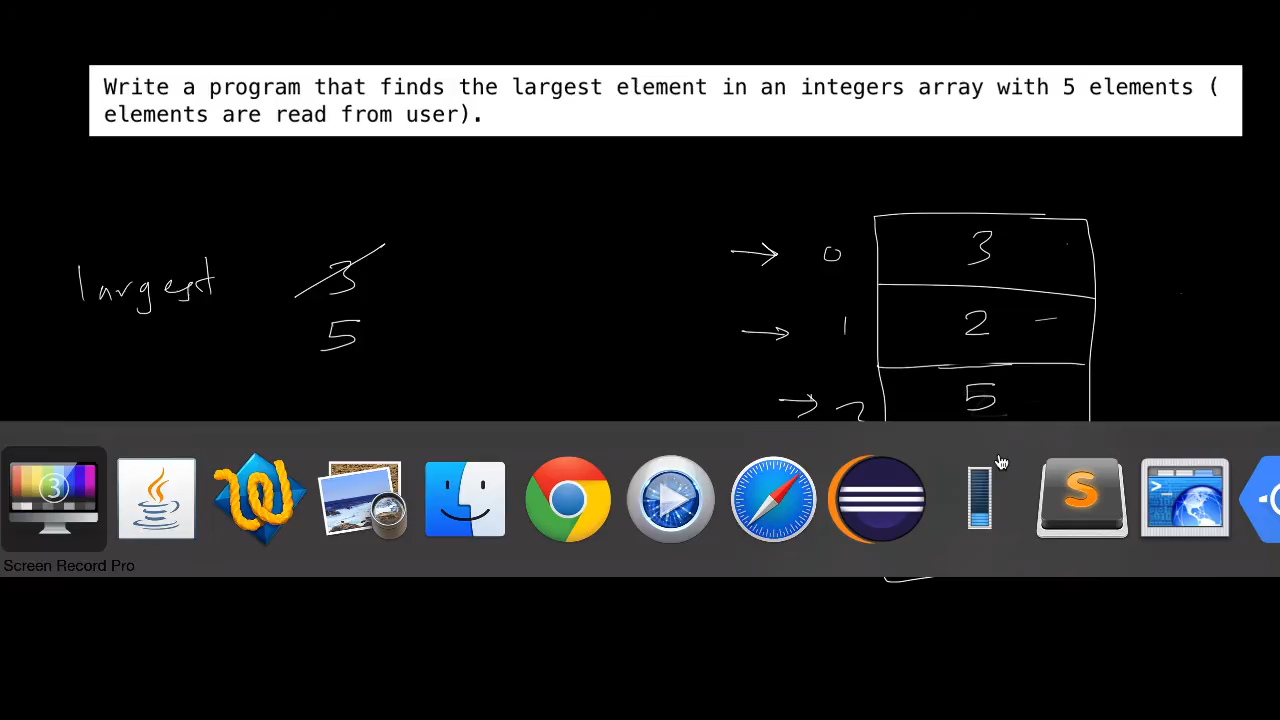 Write a program that finds the largest element in an integers array with 5 elements (
elements are read from user).
largest 3
5
0 3
1 2
2 5
3
S
>_
Screen Record Pro